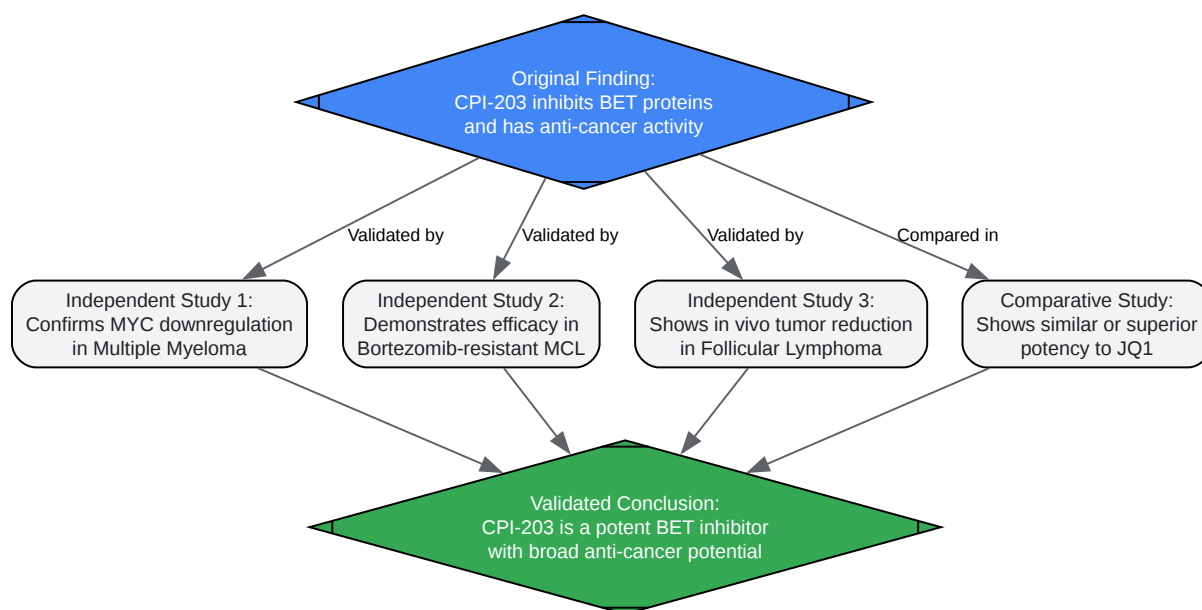 Original Finding:
CPI-203 inhibits BET proteins
and has anti-cancer activity
Validated by
Validated by
Validated by
Compared in
Independent Study 1:
Confirms MYC downregulation
in Multiple Myeloma
Independent Study 2:
Demonstrates efficacy in
Bortezomib-resistant MCL
Independent Study 3:
Shows in vivo tumor reduction
in Follicular Lymphoma
Comparative Study:
Shows similar or superior
potency to JQ1
Validated Conclusion:
CPI-203 is a potent BET inhibitor
with broad anti-cancer potential